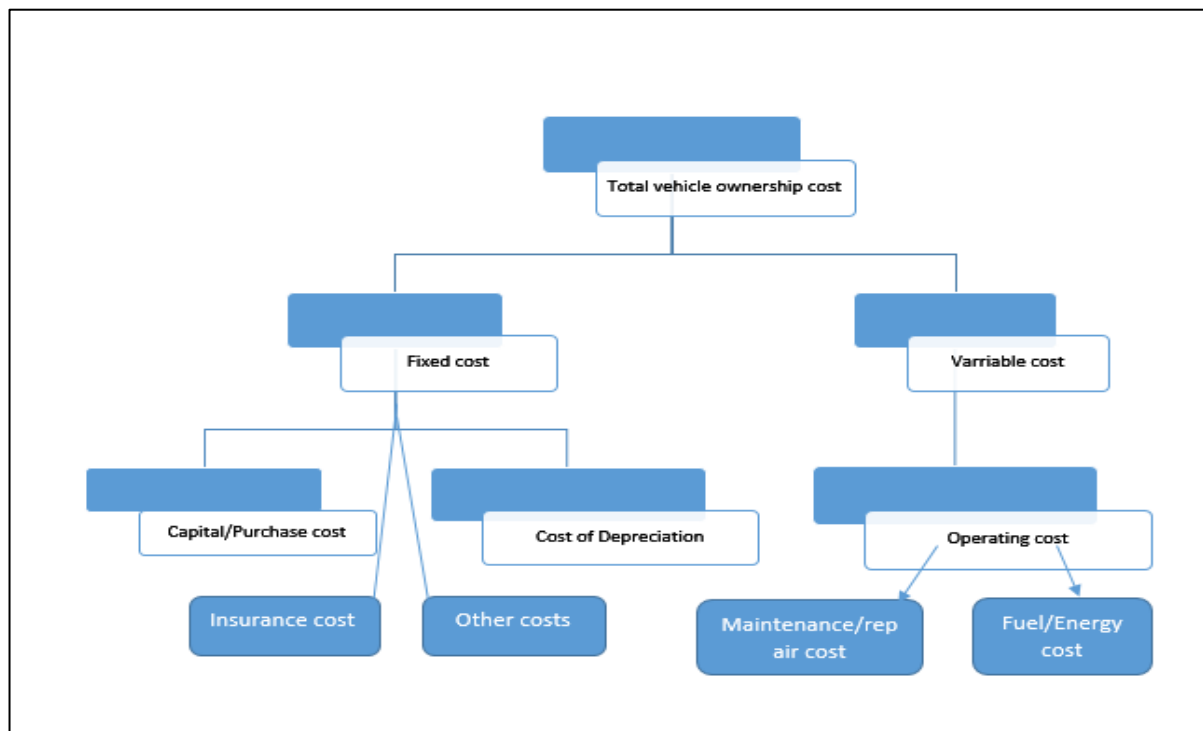 Total vehicle ownership cost
Fixed cost
Varriable cost
Capital/Purchase cost
Cost of Depreciation
Operating cost
Insurance cost
Other costs
Maintenance/rep
air cost
Fuel/Energy
cost